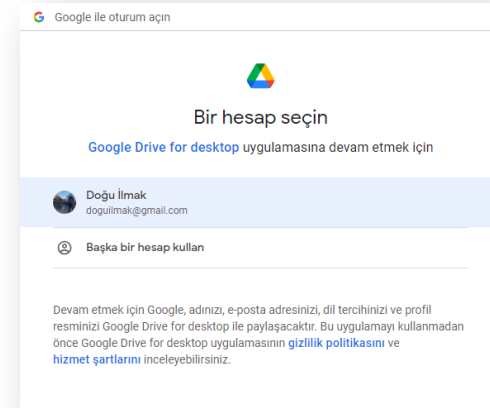 Google ile oturum açın
Bir hesap seçin
Google Drive for desktop uygulamasına devam etmek için
Doğu İlmak
doguilmak@gmail.com
Başka bir hesap kullan
Devam etmek için Google, adınızı, e-posta adresinizi, dil tercihinizi ve profil
resminizi Google Drive for desktop ile paylaşacaktır. Bu uygulamayı kullanmadan
önce Google Drive for desktop uygulamasının gizlilik politikasını ve
hizmet şartlarını inceleyebilirsiniz.